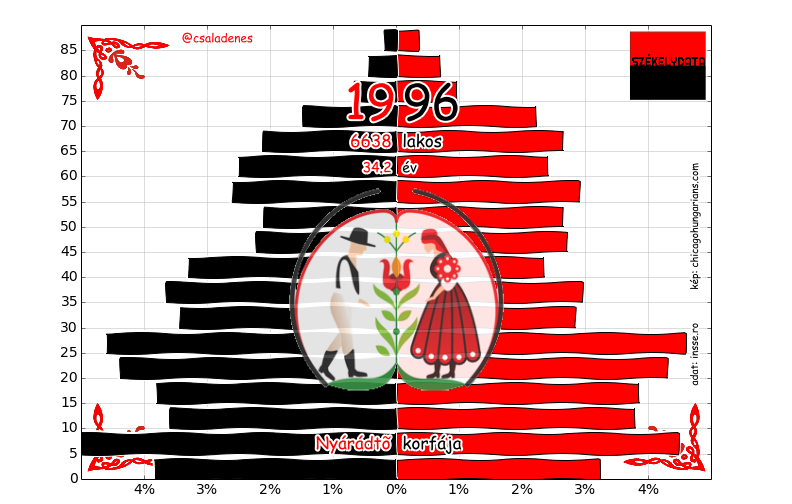 @csaladenes
SZÉKELYDATA
1996
6638 lakos
34,2 év
kép: chicagohungarians.com
adat: insse.ro
Nyárádtő korfája
85
80
75
70
65
60
55
50
45
40
35
30
25
20
15
10
5
0
4% 3% 2% 1% 0% 1% 2% 3% 4%